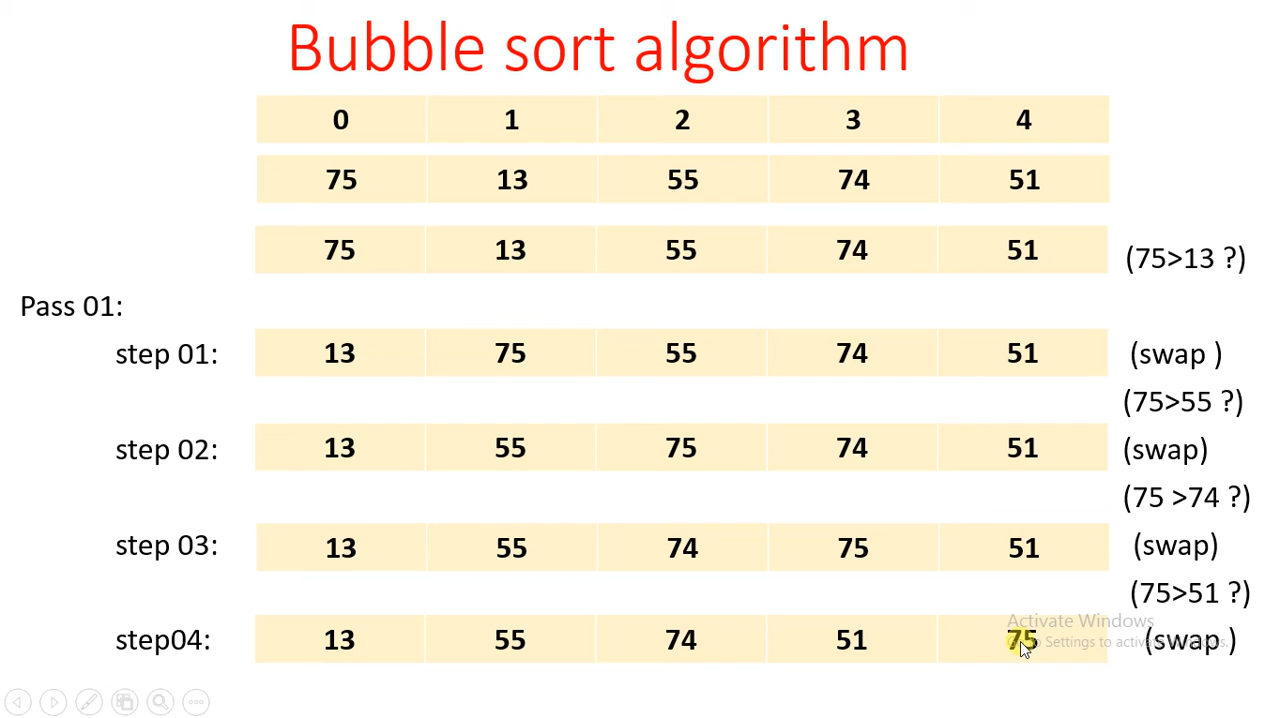 Bubble sort algorithm
0 1 2 3 4
75 13 55 74 51
75 13 55 74 51 (75>13 ?)
Pass 01:
step 01: 13 75 55 74 51 (swap )
(75>55 ?)
step 02: 13 55 75 74 51 (swap)
(75 >74 ?)
step 03: 13 55 74 75 51 (swap)
(75>51 ?)
Activate Windows
step04: 13 55 74 51 75 (swap )
Go to Settings to activate Windows.